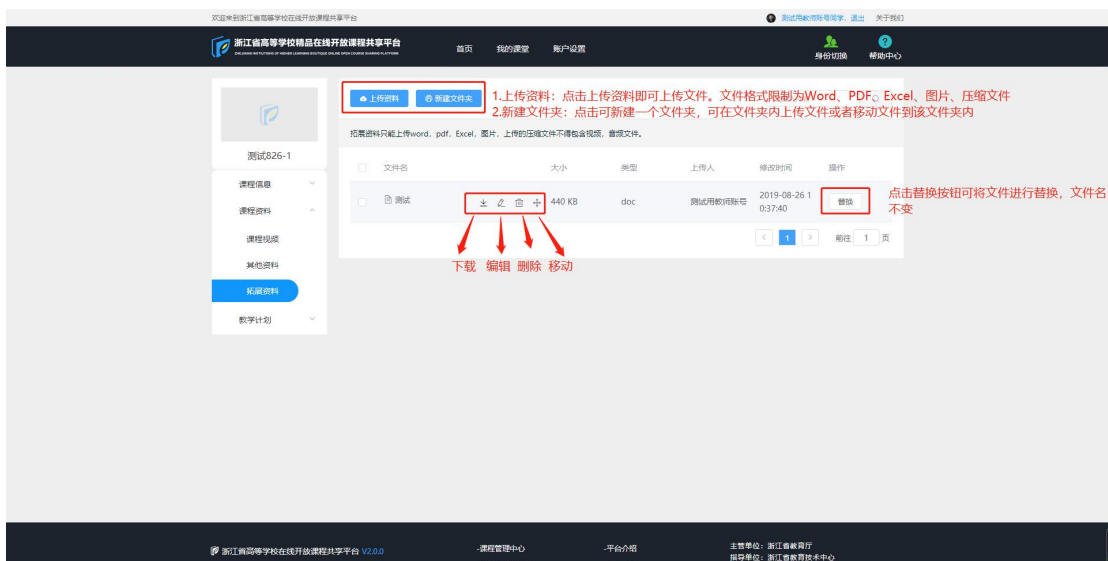 欢迎来到浙江省高等学校在线开放课程共享平台
测试用教师账号同学，退出 关于我们
浙江省高等学校精品在线开放课程共享平台
首页 我的课堂 账户设置
身份切换 帮助中心
上传资料 新建文件夹
1.上传资料：点击上传资料即可上传文件。文件格式限制为Word、PDF。Excel、图片、压缩文件
2.新建文件夹：点击可新建一个文件夹，可在文件夹内上传文件或者移动文件到该文件夹内
拓展资料只能上传word，pdf，Excel，图片，上传的压缩文件不得包含视频，音频文件。
测试826-1
课程信息
课程资料
课程视频
其他资料
拓展资料
教学计划
文件名 大小 类型 上传人 修改时间 操作
测试 440 KB doc 测试用教师账号 2019-08-26 1
0:37:40 替换
点击替换按钮可将文件进行替换，文件名
不变
1 前往 1 页
下载 编辑 删除 移动
浙江省高等学校在线开放课程共享平台 V2.0.0
-课程管理中心
-平台介绍
主管单位：浙江省教育厅
指导单位：浙江省教育技术中心